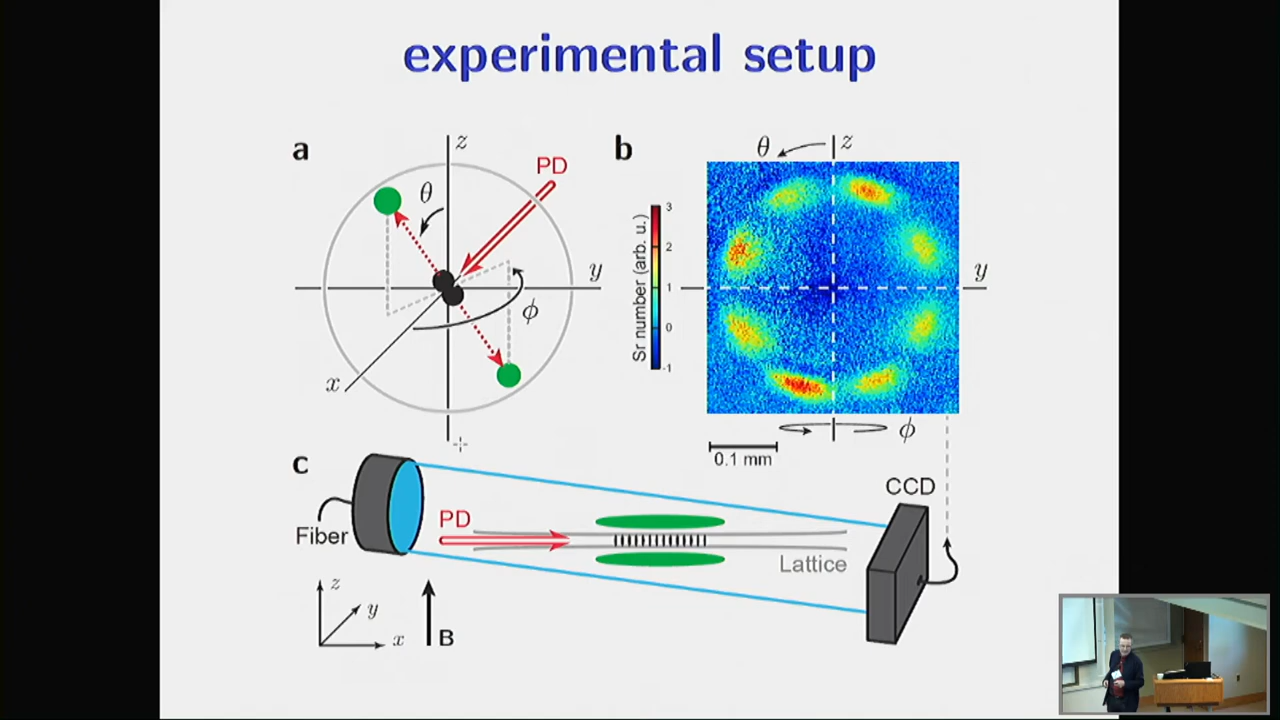 experimental setup
a
z
PD
θ
y
ϕ
x
b
θ
z
Sr number (arb. u.)
3
2
1
0
-1
y
ϕ
0.1 mm
c
Fiber
PD
Lattice
CCD
z
y
x
B